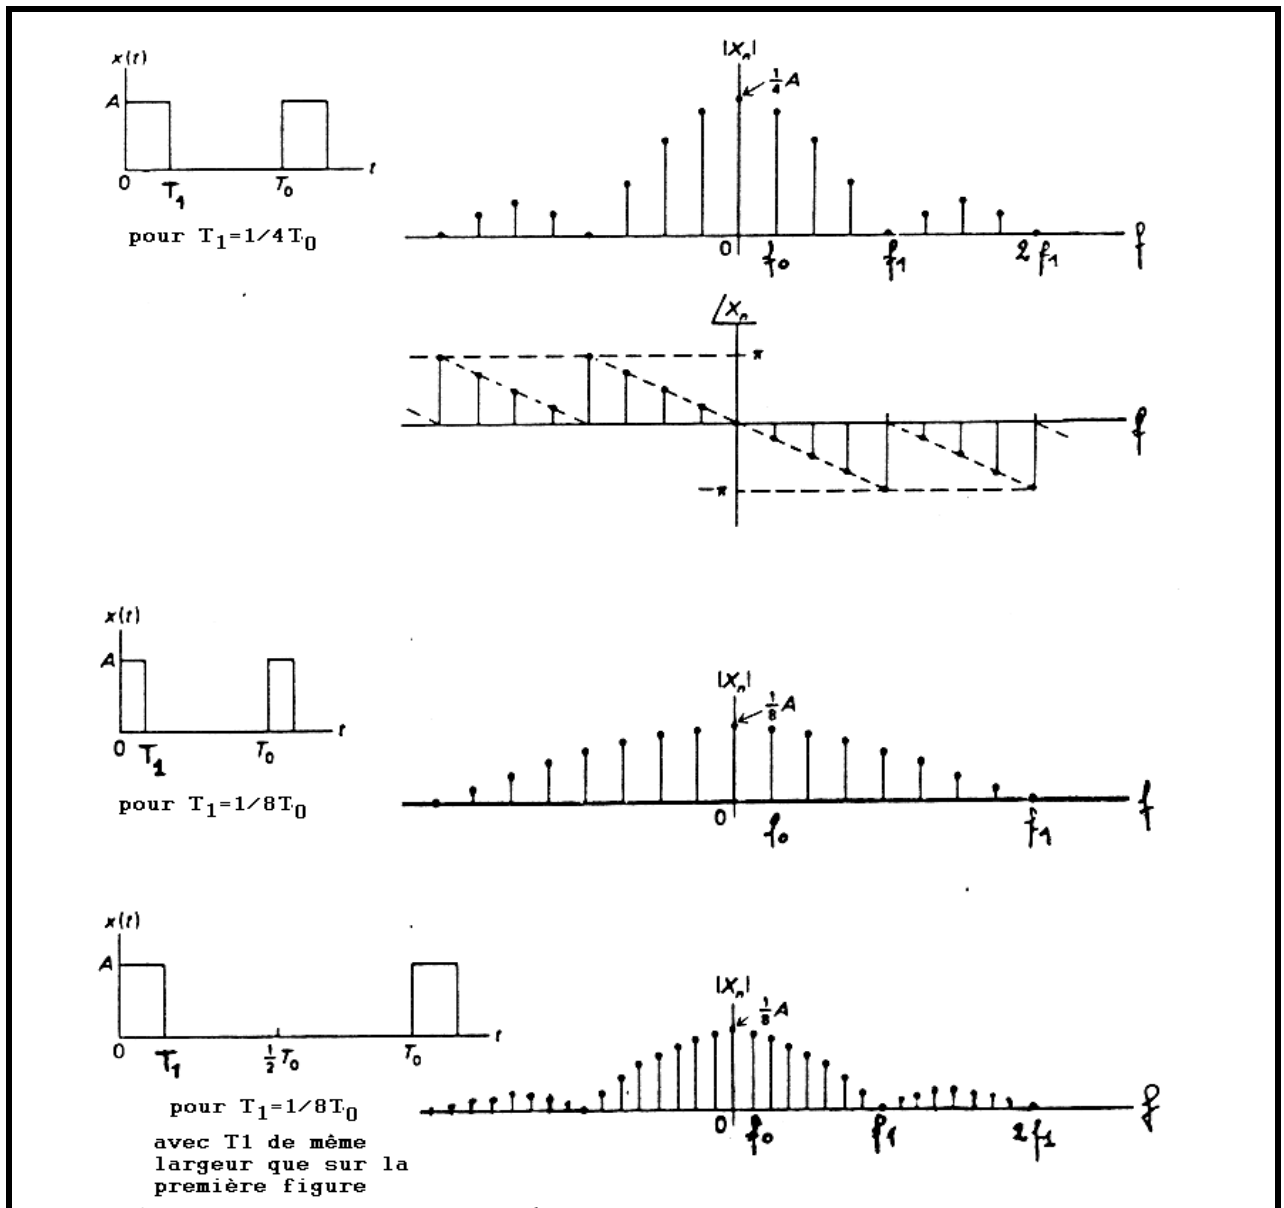 x(t)
A
0 T₁ T₀ t
pour T₁=1/4T₀
|Xₙ|
1/4 A
0 f₀ f₁ 2f₁ f
∠Xₙ
π
-π
f
x(t)
A
0 T₁ T₀ t
pour T₁=1/8T₀
|Xₙ|
1/8 A
0 f₀ f₁ f
x(t)
A
0 T₁ 1/2 T₀ T₀ t
pour T₁=1/8T₀
avec T1 de même
largeur que sur la
première figure
|Xₙ|
1/8 A
0 f₀ f₁ 2f₁ f